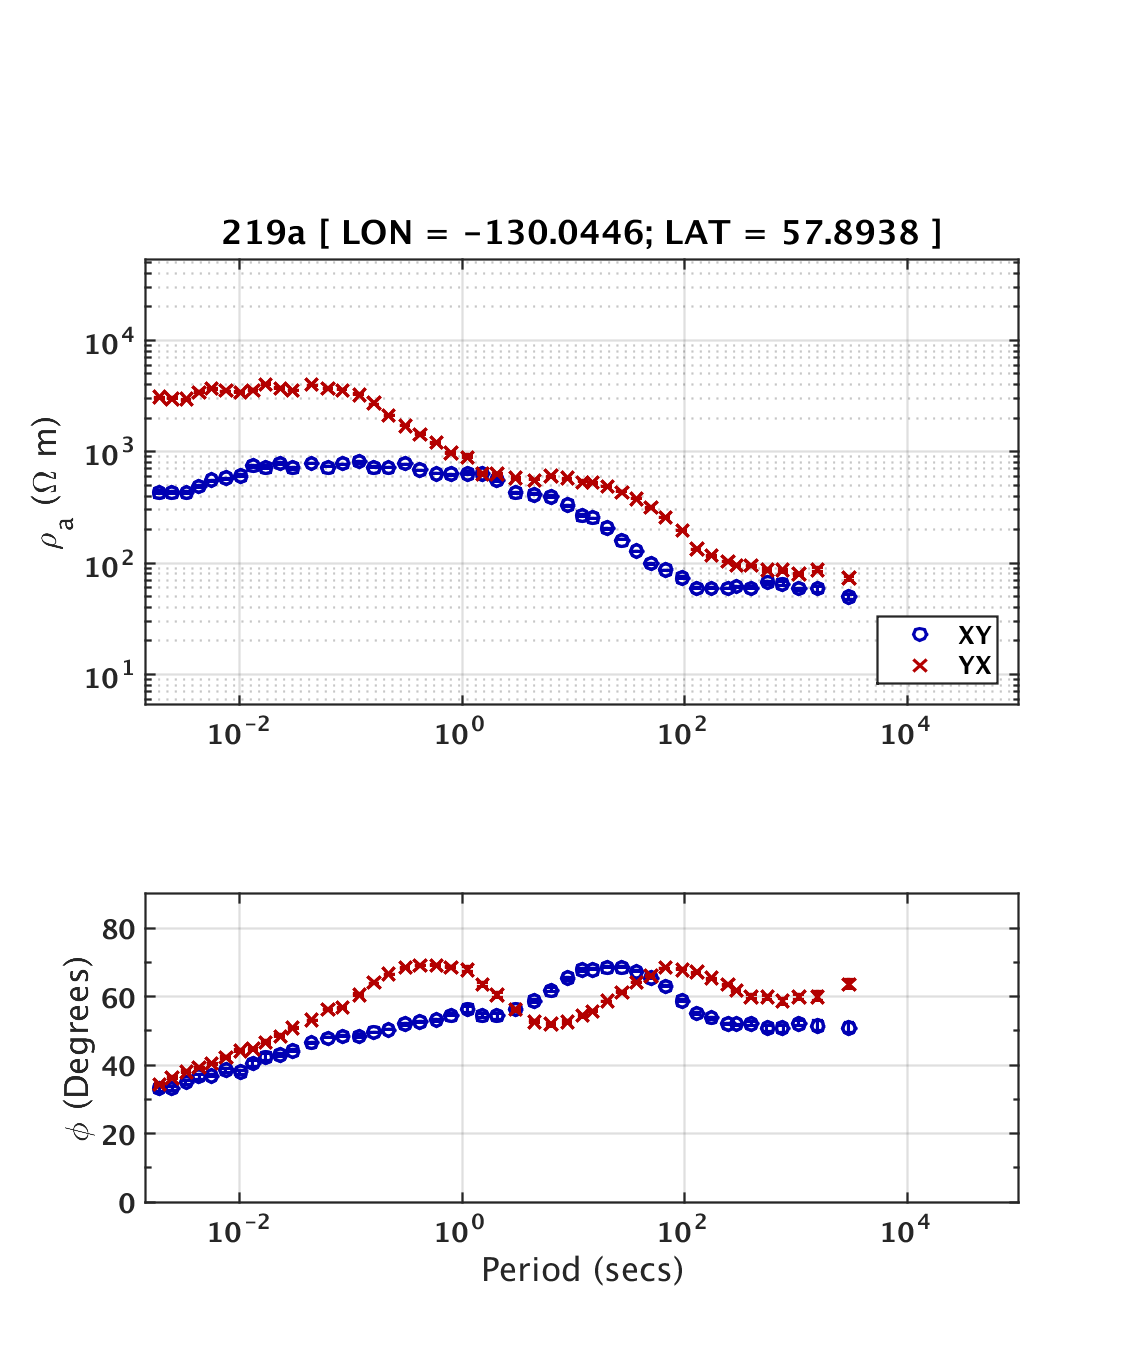 219a [ LON = -130.0446; LAT = 57.8938 ]
ρa (Ω m)
10^4
10^3
10^2
10^1
XY
YX
10^-2 10^0 10^2 10^4
ϕ (Degrees)
80
60
40
20
0
10^-2 10^0 10^2 10^4
Period (secs)